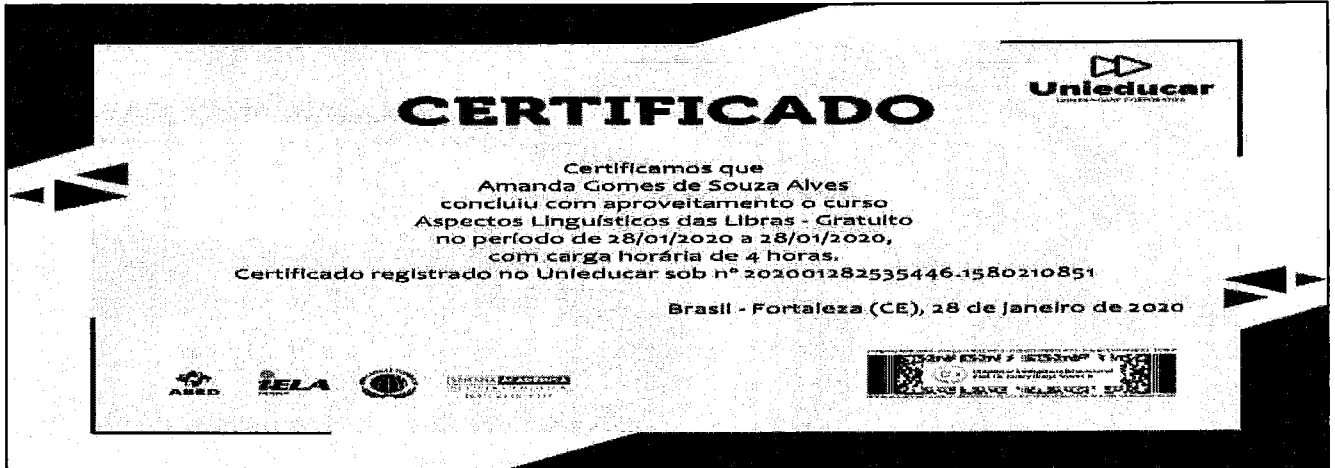 Unieducar
CERTIFICADO
Certificamos que
Amanda Gomes de Souza Alves
concluiu com aproveitamento o curso
Aspectos Linguísticos das Libras - Gratuito
no período de 28/01/2020 a 28/01/2020,
com carga horária de 4 horas.
Certificado registrado no Unieducar sob nº 202001282535446.1580210851
Brasil - Fortaleza (CE), 28 de janeiro de 2020
ABED
IELA
SEMANA ACADÊMICA